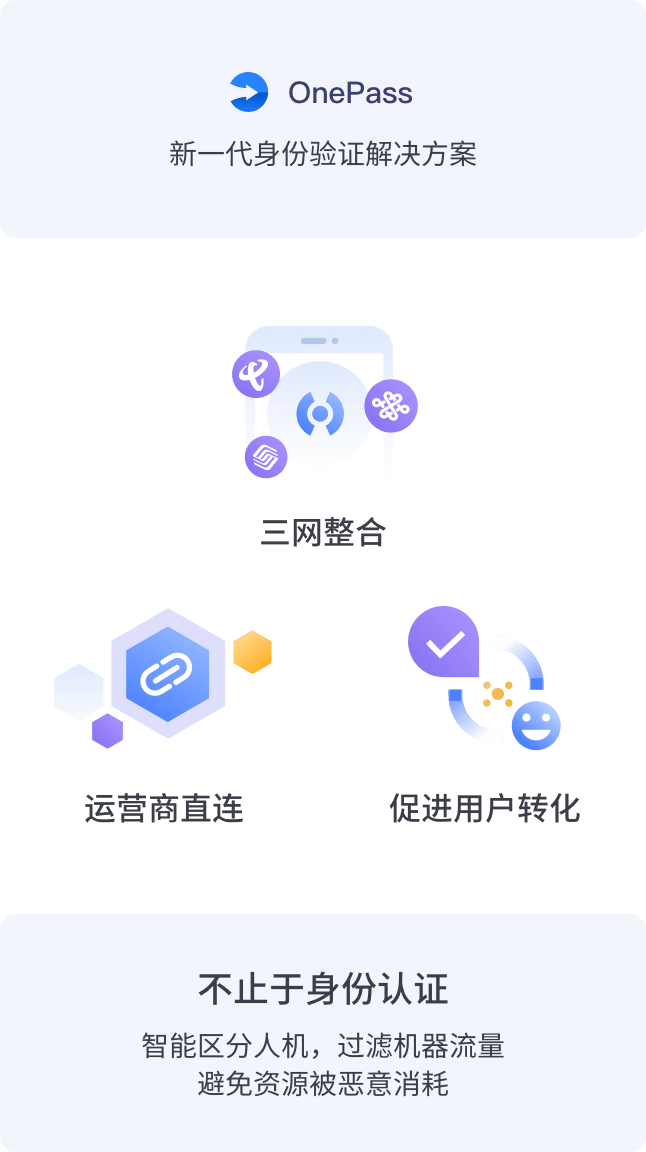 OnePass
新一代身份验证解决方案
三网整合
运营商直连
促进用户转化
不止于身份认证
智能区分人机，过滤机器流量
避免资源被恶意消耗